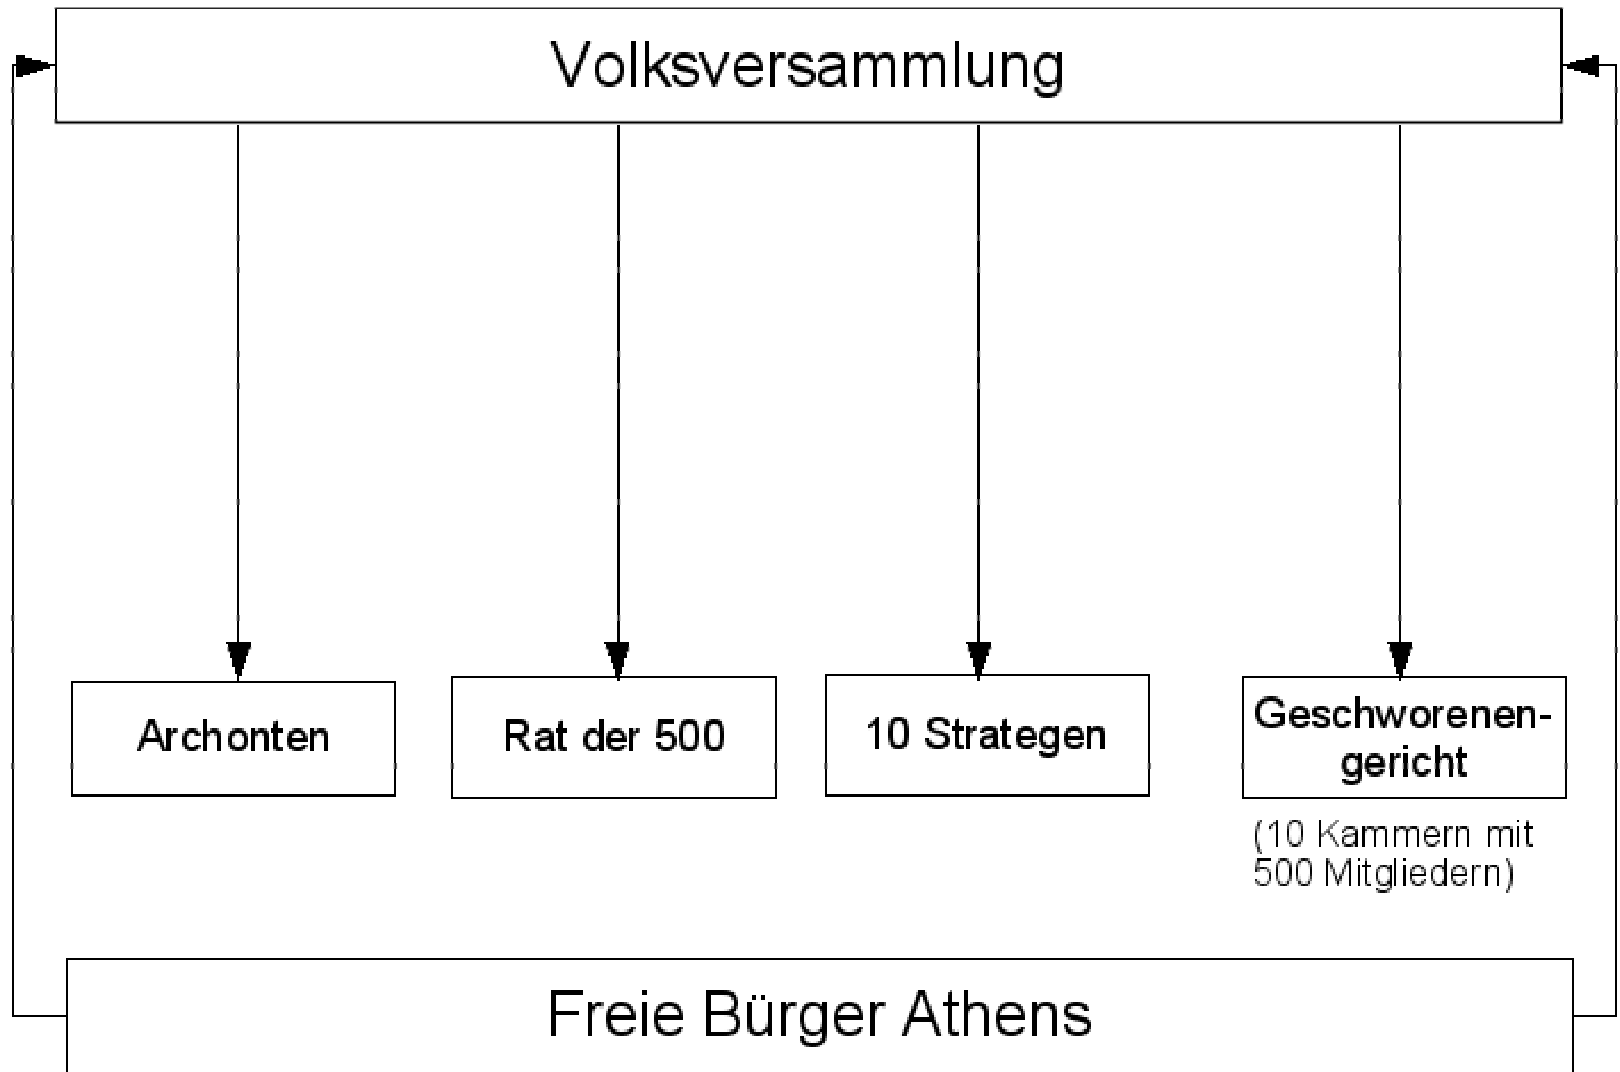 Volksversammlung
Archonten
Rat der 500
10 Strategen
Geschworenen-
gericht
(10 Kammern mit
500 Mitgliedern)
Freie Bürger Athens